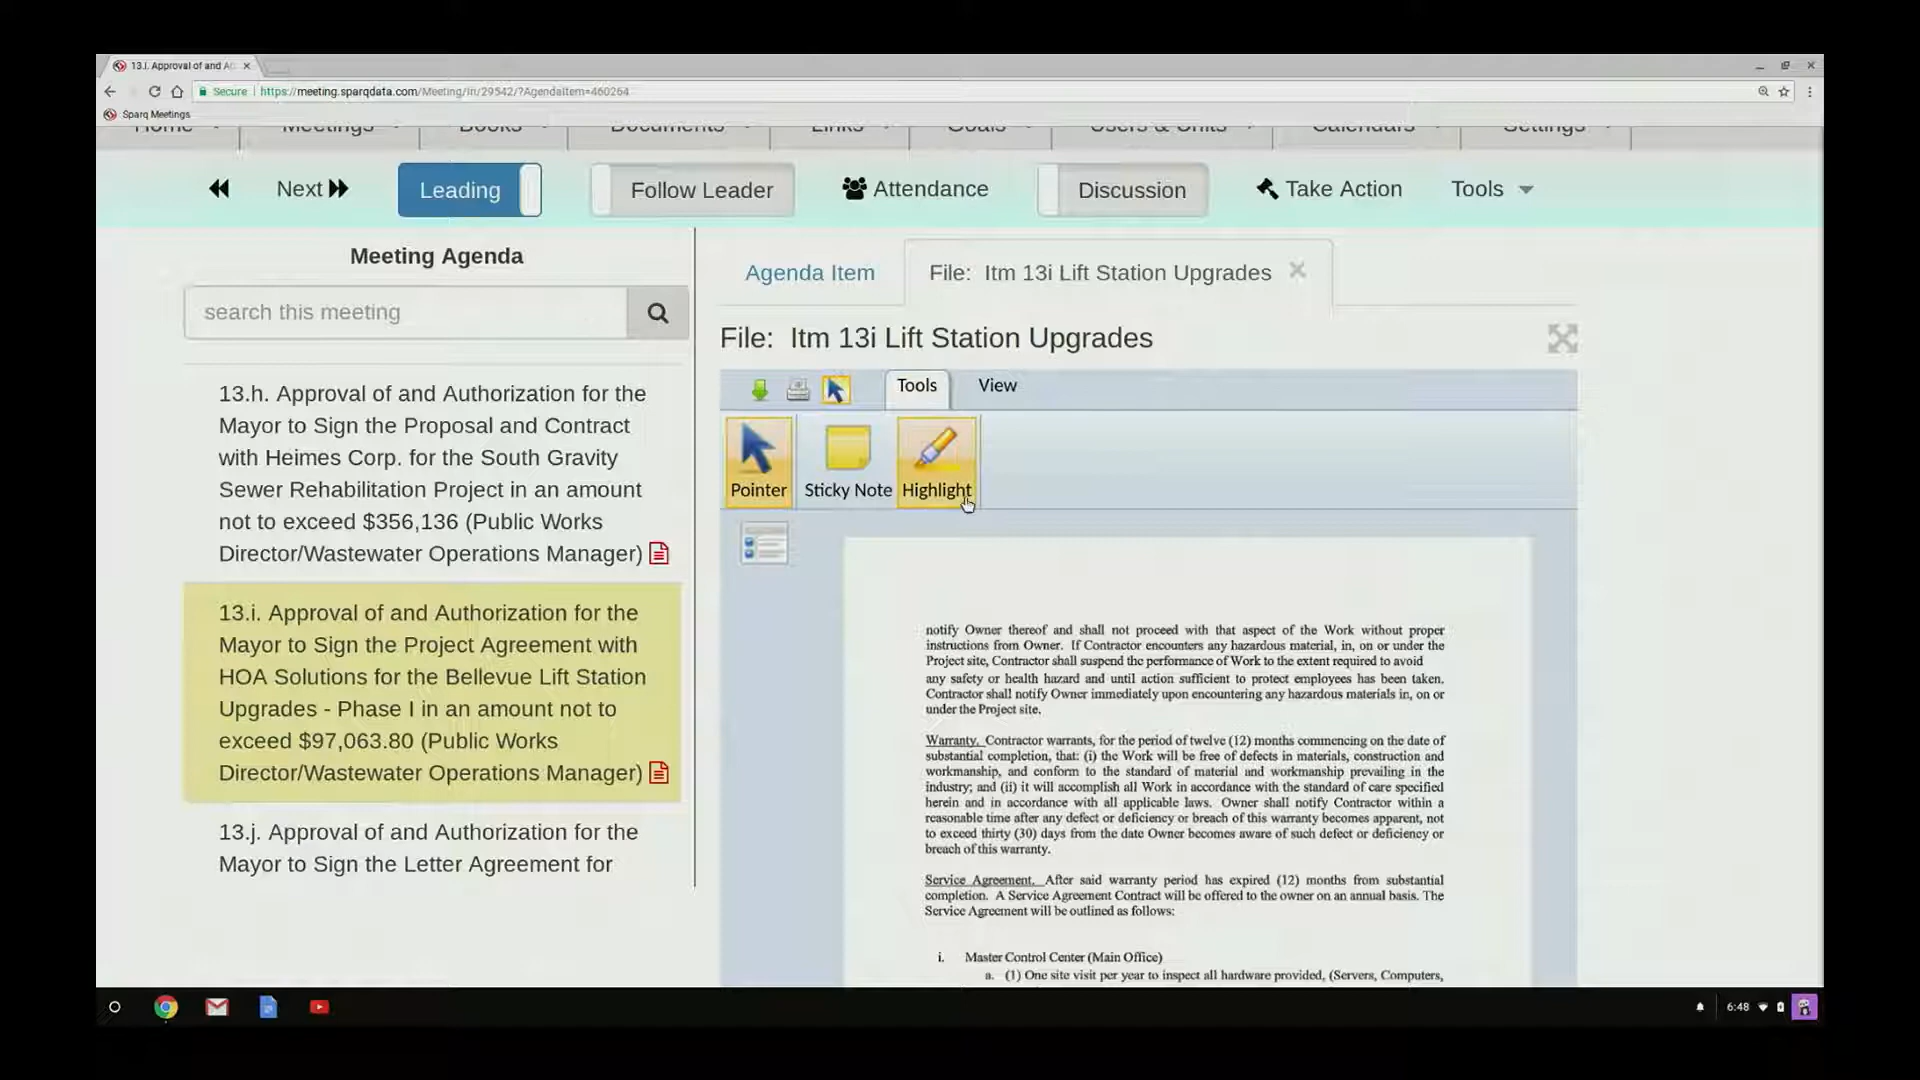 13.i. Approval of and Ap
Secure https://meeting.sparqdata.com/Meeting/in/29542/?AgendaItem=460264
Sparq Meetings
Home Meetings Books Documents Links Goals Users & Units Calendars Settings
Next Leading Follow Leader Attendance Discussion Take Action Tools
Meeting Agenda
search this meeting
13.h. Approval of and Authorization for the
Mayor to Sign the Proposal and Contract
with Heimes Corp. for the South Gravity
Sewer Rehabilitation Project in an amount
not to exceed $356,136 (Public Works
Director/Wastewater Operations Manager)
13.i. Approval of and Authorization for the
Mayor to Sign the Project Agreement with
HOA Solutions for the Bellevue Lift Station
Upgrades - Phase I in an amount not to
exceed $97,063.80 (Public Works
Director/Wastewater Operations Manager)
13.j. Approval of and Authorization for the
Mayor to Sign the Letter Agreement for
Agenda Item File: Itm 13i Lift Station Upgrades
File: Itm 13i Lift Station Upgrades
Tools View
Pointer Sticky Note Highlight
notify Owner thereof and shall not proceed with that aspect of the Work without proper
instructions from Owner. If Contractor encounters any hazardous material, in, on or under the
Project site, Contractor shall suspend the performance of Work to the extent required to avoid
any safety or health hazard and until action sufficient to protect employees has been taken.
Contractor shall notify Owner immediately upon encountering any hazardous materials in, on or
under the Project site.
Warranty. Contractor warrants, for the period of twelve (12) months commencing on the date of
substantial completion, that: (i) the Work will be free of defects in materials, construction and
workmanship, and conform to the standard of material and workmanship prevailing in the
industry; and (ii) it will accomplish all Work in accordance with the standard of care specified
herein and in accordance with all applicable laws. Owner shall notify Contractor within a
reasonable time after any defect or deficiency or breach of this warranty becomes apparent, not
to exceed thirty (30) days from the date Owner becomes aware of such defect or deficiency or
breach of this warranty.
Service Agreement. After said warranty period has expired (12) months from substantial
completion. A Service Agreement Contract will be offered to the owner on an annual basis. The
Service Agreement will be outlined as follows:
i. Master Control Center (Main Office)
a. (1) One site visit per year to inspect all hardware provided, (Servers, Computers,
6:48